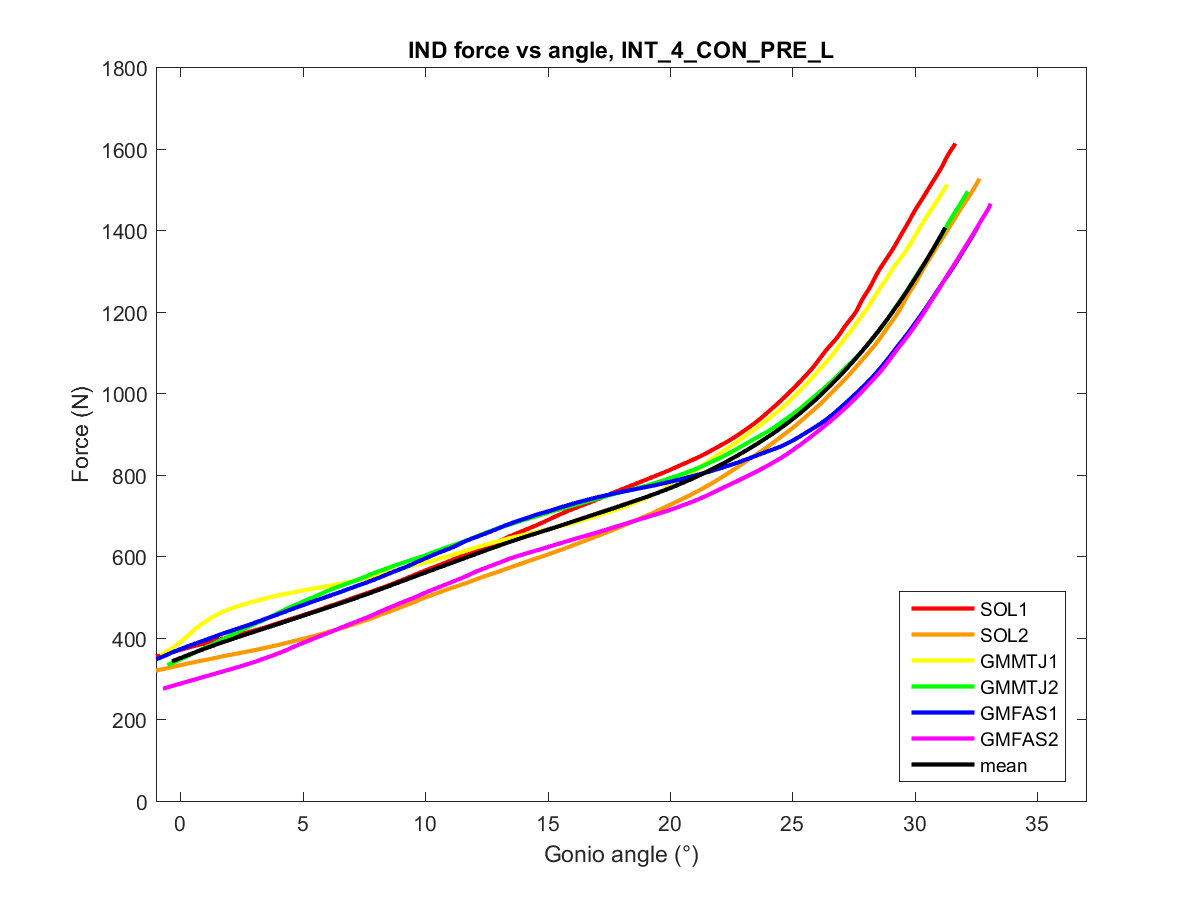 IND force vs angle, INT_4_CON_PRE_L
1800
1600
1400
1200
1000
800
600
400
200
0
Force (N)
0 5 10 15 20 25 30 35
Gonio angle (°)
SOL1
SOL2
GMMTJ1
GMMTJ2
GMFAS1
GMFAS2
mean